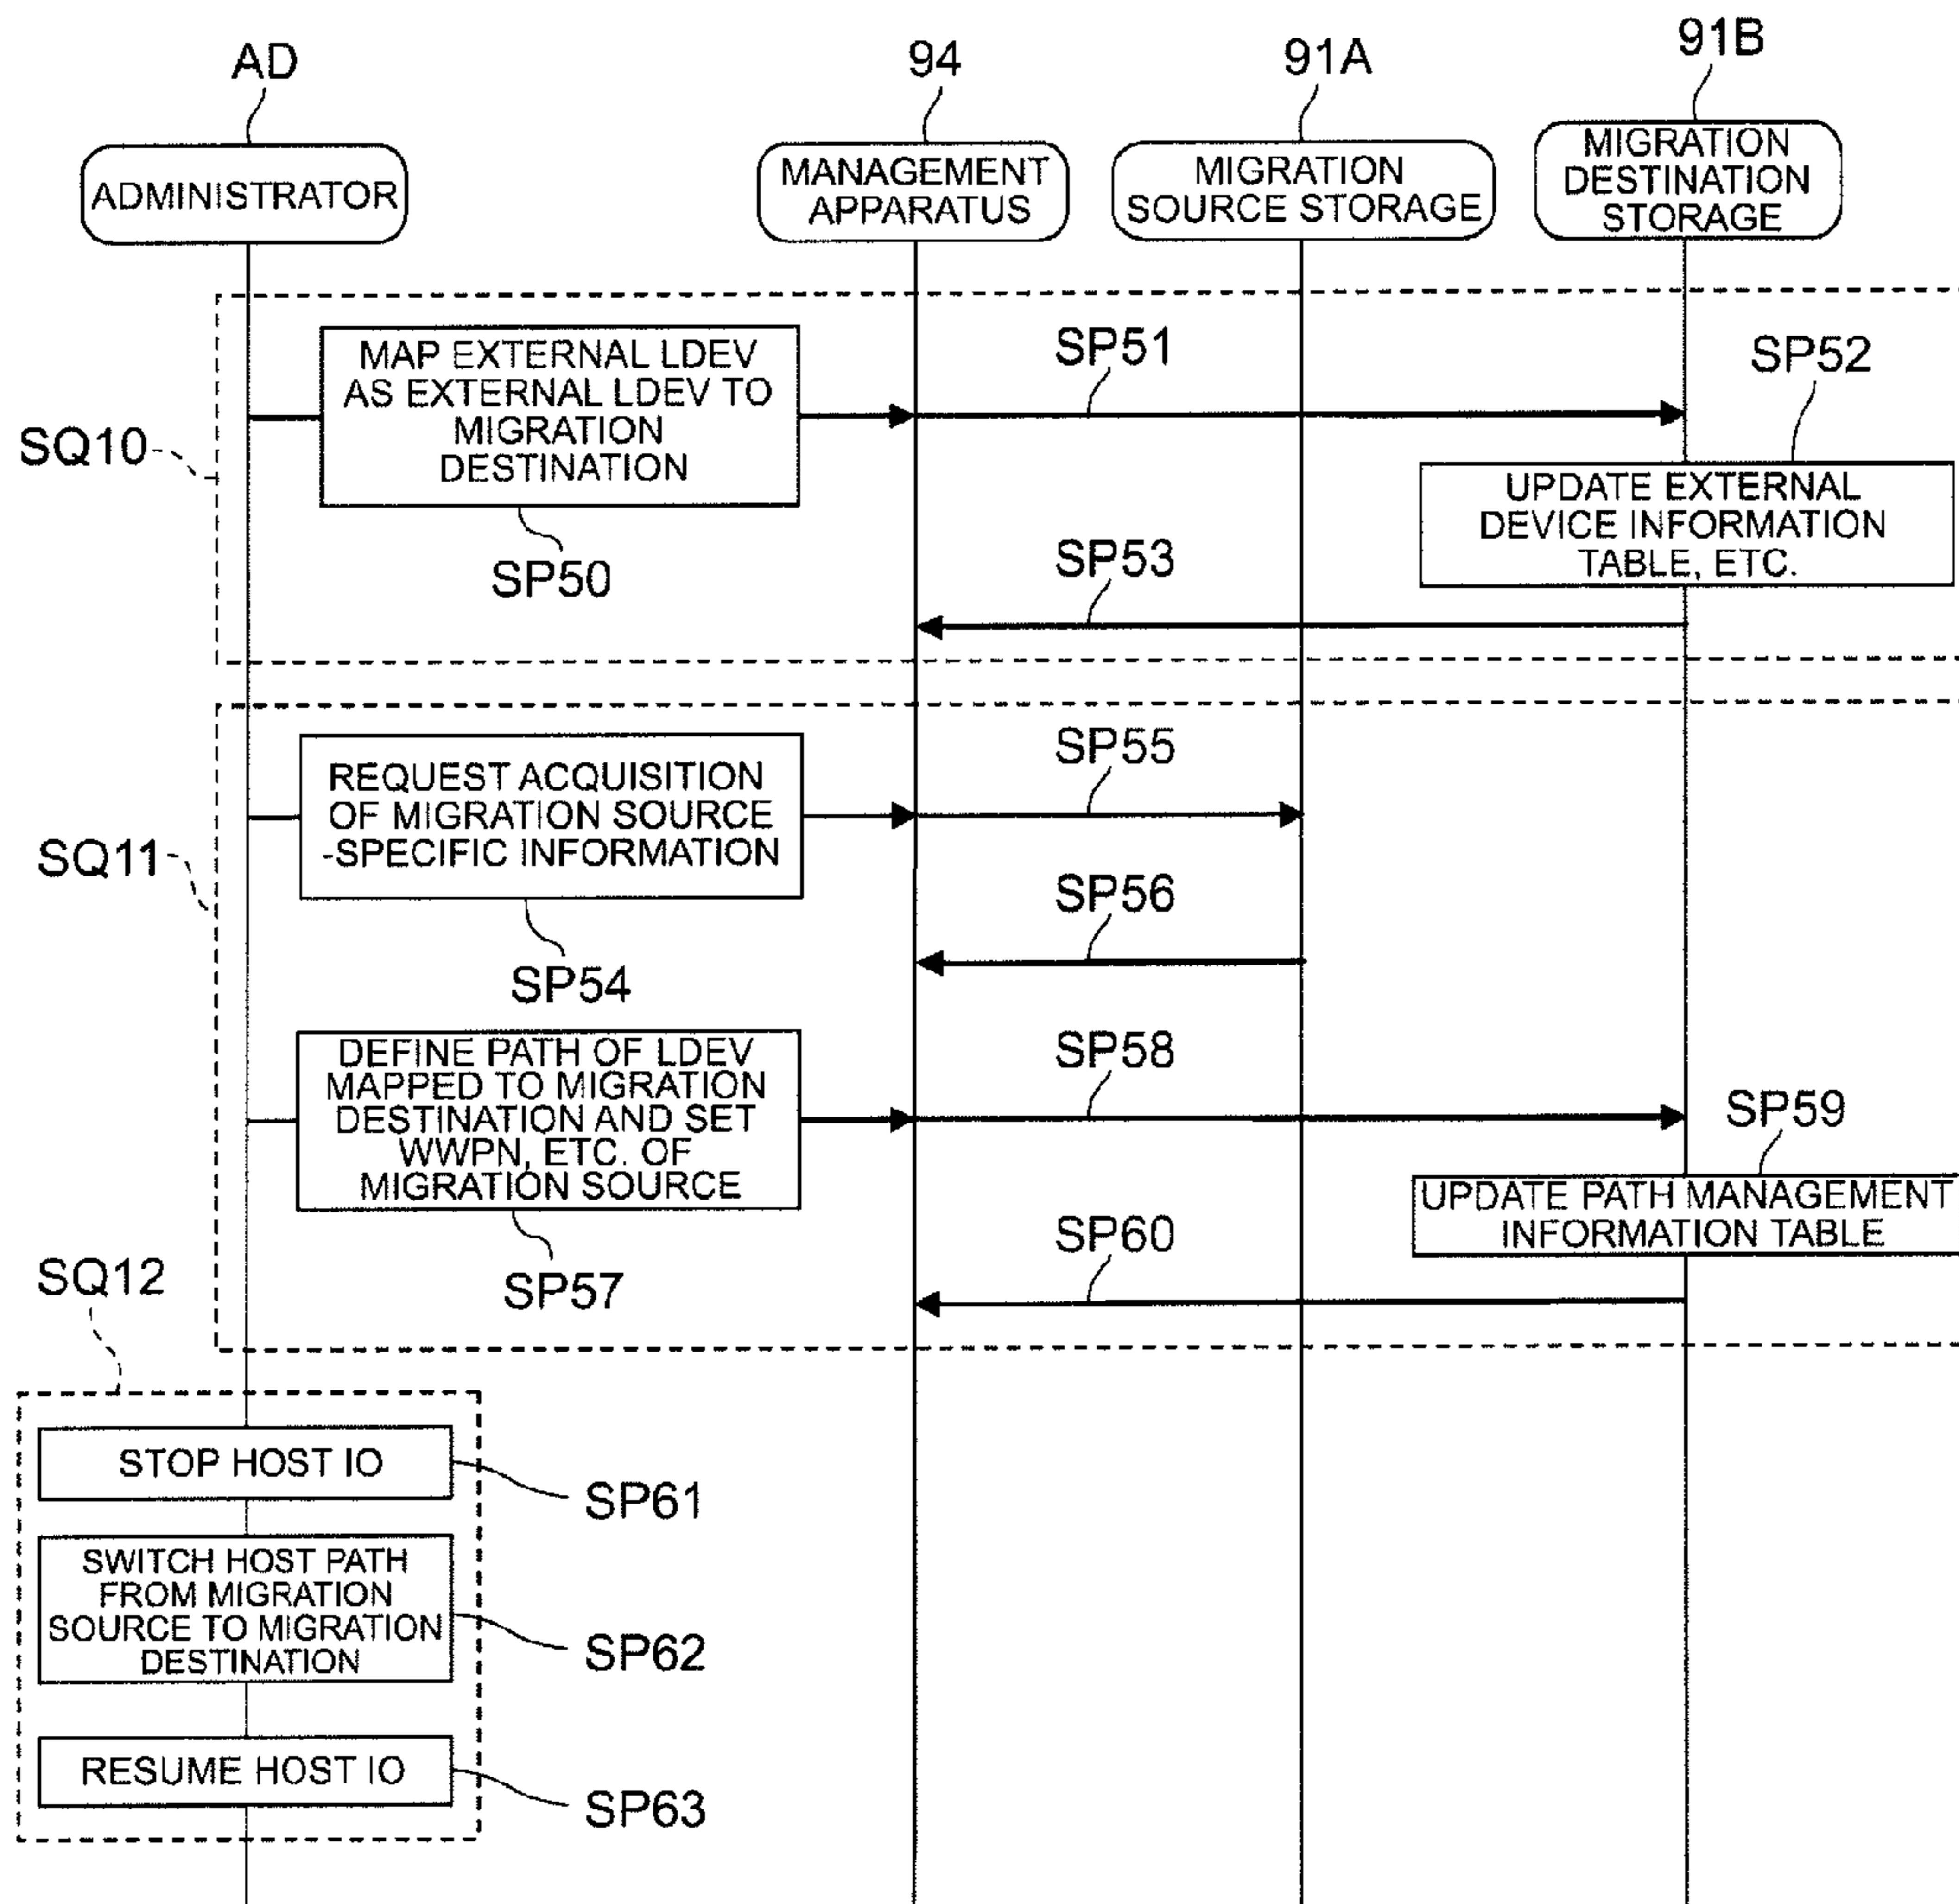 AD
94
91A
91B
ADMINISTRATOR
MANAGEMENT
APPARATUS
MIGRATION
SOURCE STORAGE
MIGRATION
DESTINATION
STORAGE
SQ10
MAP EXTERNAL LDEV
AS EXTERNAL LDEV TO
MIGRATION
DESTINATION
SP50
SP51
SP52
UPDATE EXTERNAL
DEVICE INFORMATION
TABLE, ETC.
SP53
SQ11
REQUEST ACQUISITION
OF MIGRATION SOURCE
-SPECIFIC INFORMATION
SP54
SP55
SP56
DEFINE PATH OF LDEV
MAPPED TO MIGRATION
DESTINATION AND SET
WWPN, ETC. OF
MIGRATION SOURCE
SP57
SP58
SP59
UPDATE PATH MANAGEMENT
INFORMATION TABLE
SP60
SQ12
STOP HOST IO
SP61
SWITCH HOST PATH
FROM MIGRATION
SOURCE TO MIGRATION
DESTINATION
SP62
RESUME HOST IO
SP63